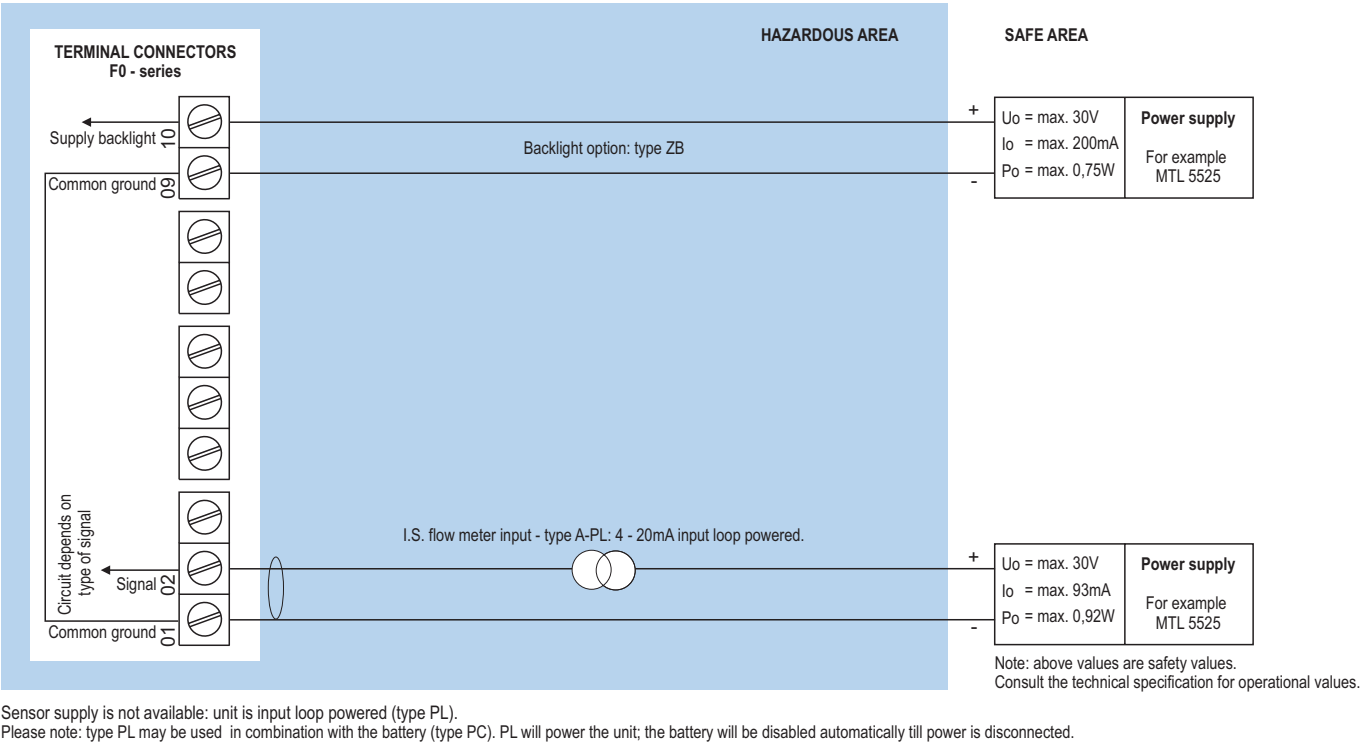 HAZARDOUS AREA
SAFE AREA
TERMINAL CONNECTORS
F0 - series
Supply backlight
10
Common ground
09
Backlight option: type ZB
+
-
Uo = max. 30V
Io = max. 200mA
Po = max. 0,75W
Power supply
For example
MTL 5525
Circuit depends on
type of signal
Signal
02
Common ground
01
I.S. flow meter input - type A-PL: 4 - 20mA input loop powered.
+
-
Uo = max. 30V
Io = max. 93mA
Po = max. 0,92W
Power supply
For example
MTL 5525
Note: above values are safety values.
Consult the technical specification for operational values.
Sensor supply is not available: unit is input loop powered (type PL).
Please note: type PL may be used in combination with the battery (type PC). PL will power the unit; the battery will be disabled automatically till power is disconnected.